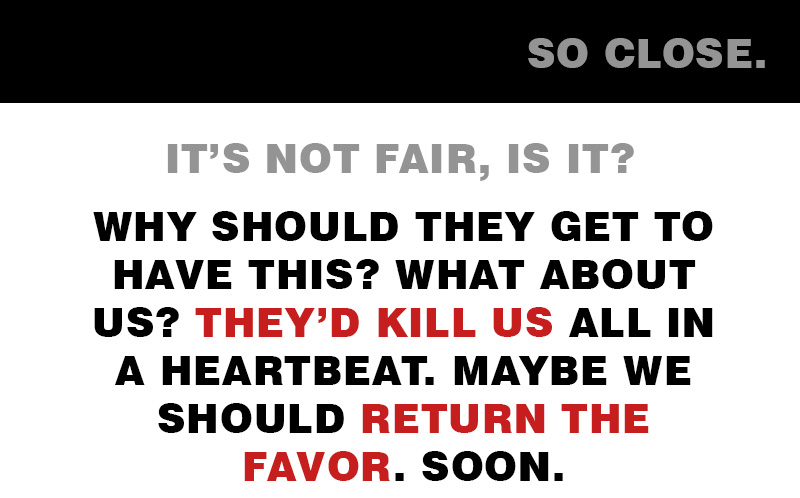 SO CLOSE.
IT’S NOT FAIR, IS IT?
WHY SHOULD THEY GET TO
HAVE THIS? WHAT ABOUT
US? THEY’D KILL US ALL IN
A HEARTBEAT. MAYBE WE
SHOULD RETURN THE
FAVOR. SOON.